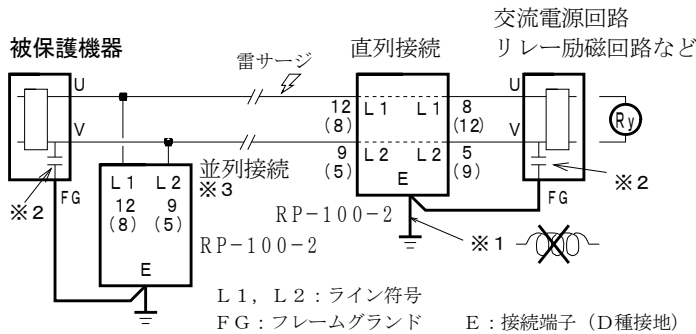 交流電源回路
リレー励磁回路など
被保護機器
直列接続
雷サージ
U
V
※2
FG
並列接続
※3
L1 L2
12 9
(8) (5)
E
RP-100-2
12
(8)
L1 L1
8
(12)
9
(5)
L2 L2
5
(9)
E
RP-100-2
※1
U
V
Ry
※2
FG
L1,L2:ライン符号
FG:フレームグランド E:接続端子(D種接地)